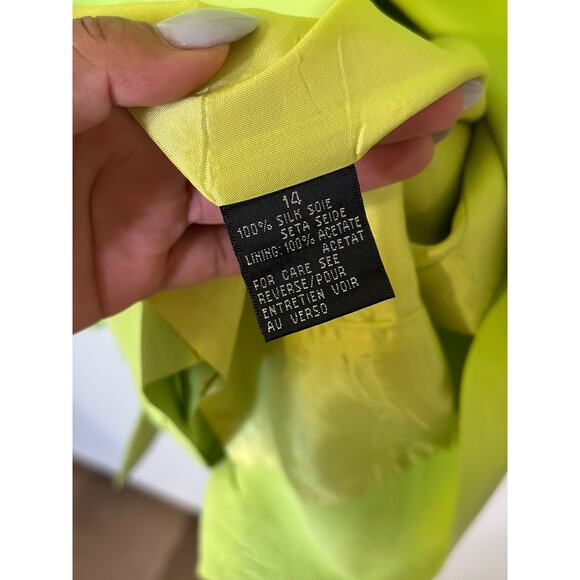 14
100% SILK SOIE
SETA SEIDE
LINING: 100% ACETATE
ACETAT
FOR CARE SEE
REVERSE/POUR
ENTRETIEN VOIR
AU VERSO